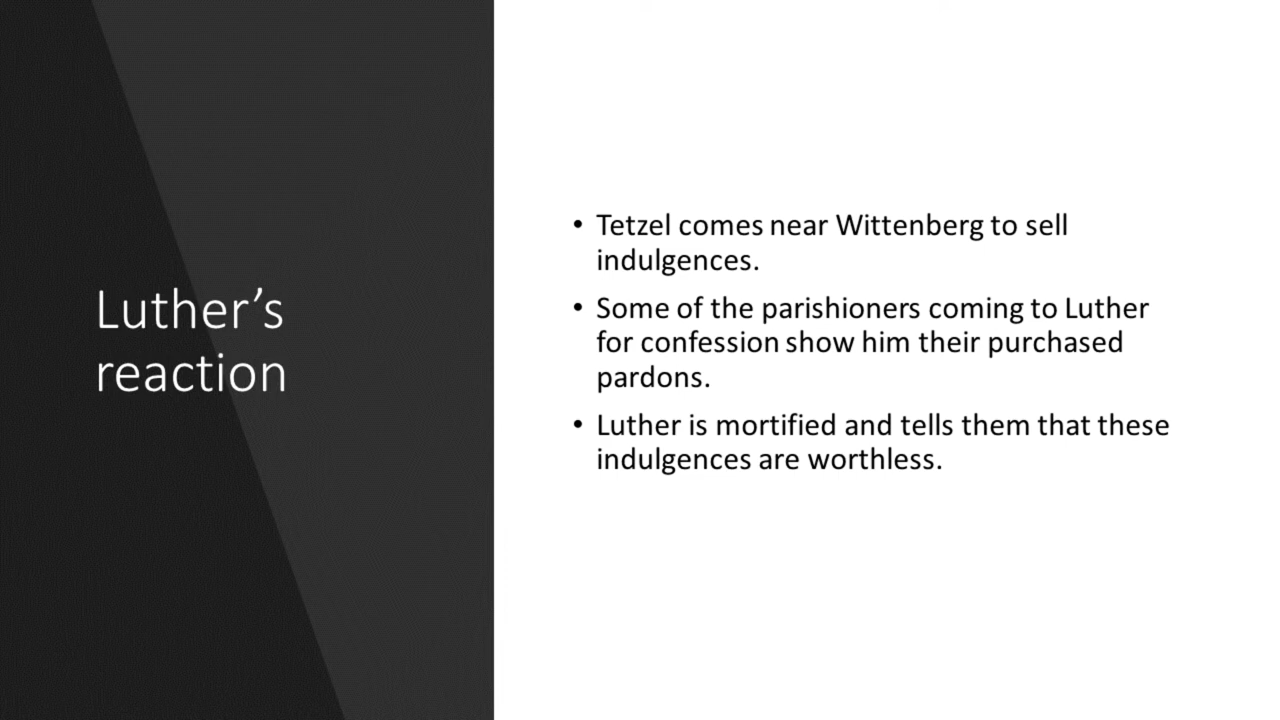 Luther’s
reaction
• Tetzel comes near Wittenberg to sell
indulgences.
• Some of the parishioners coming to Luther
for confession show him their purchased
pardons.
• Luther is mortified and tells them that these
indulgences are worthless.